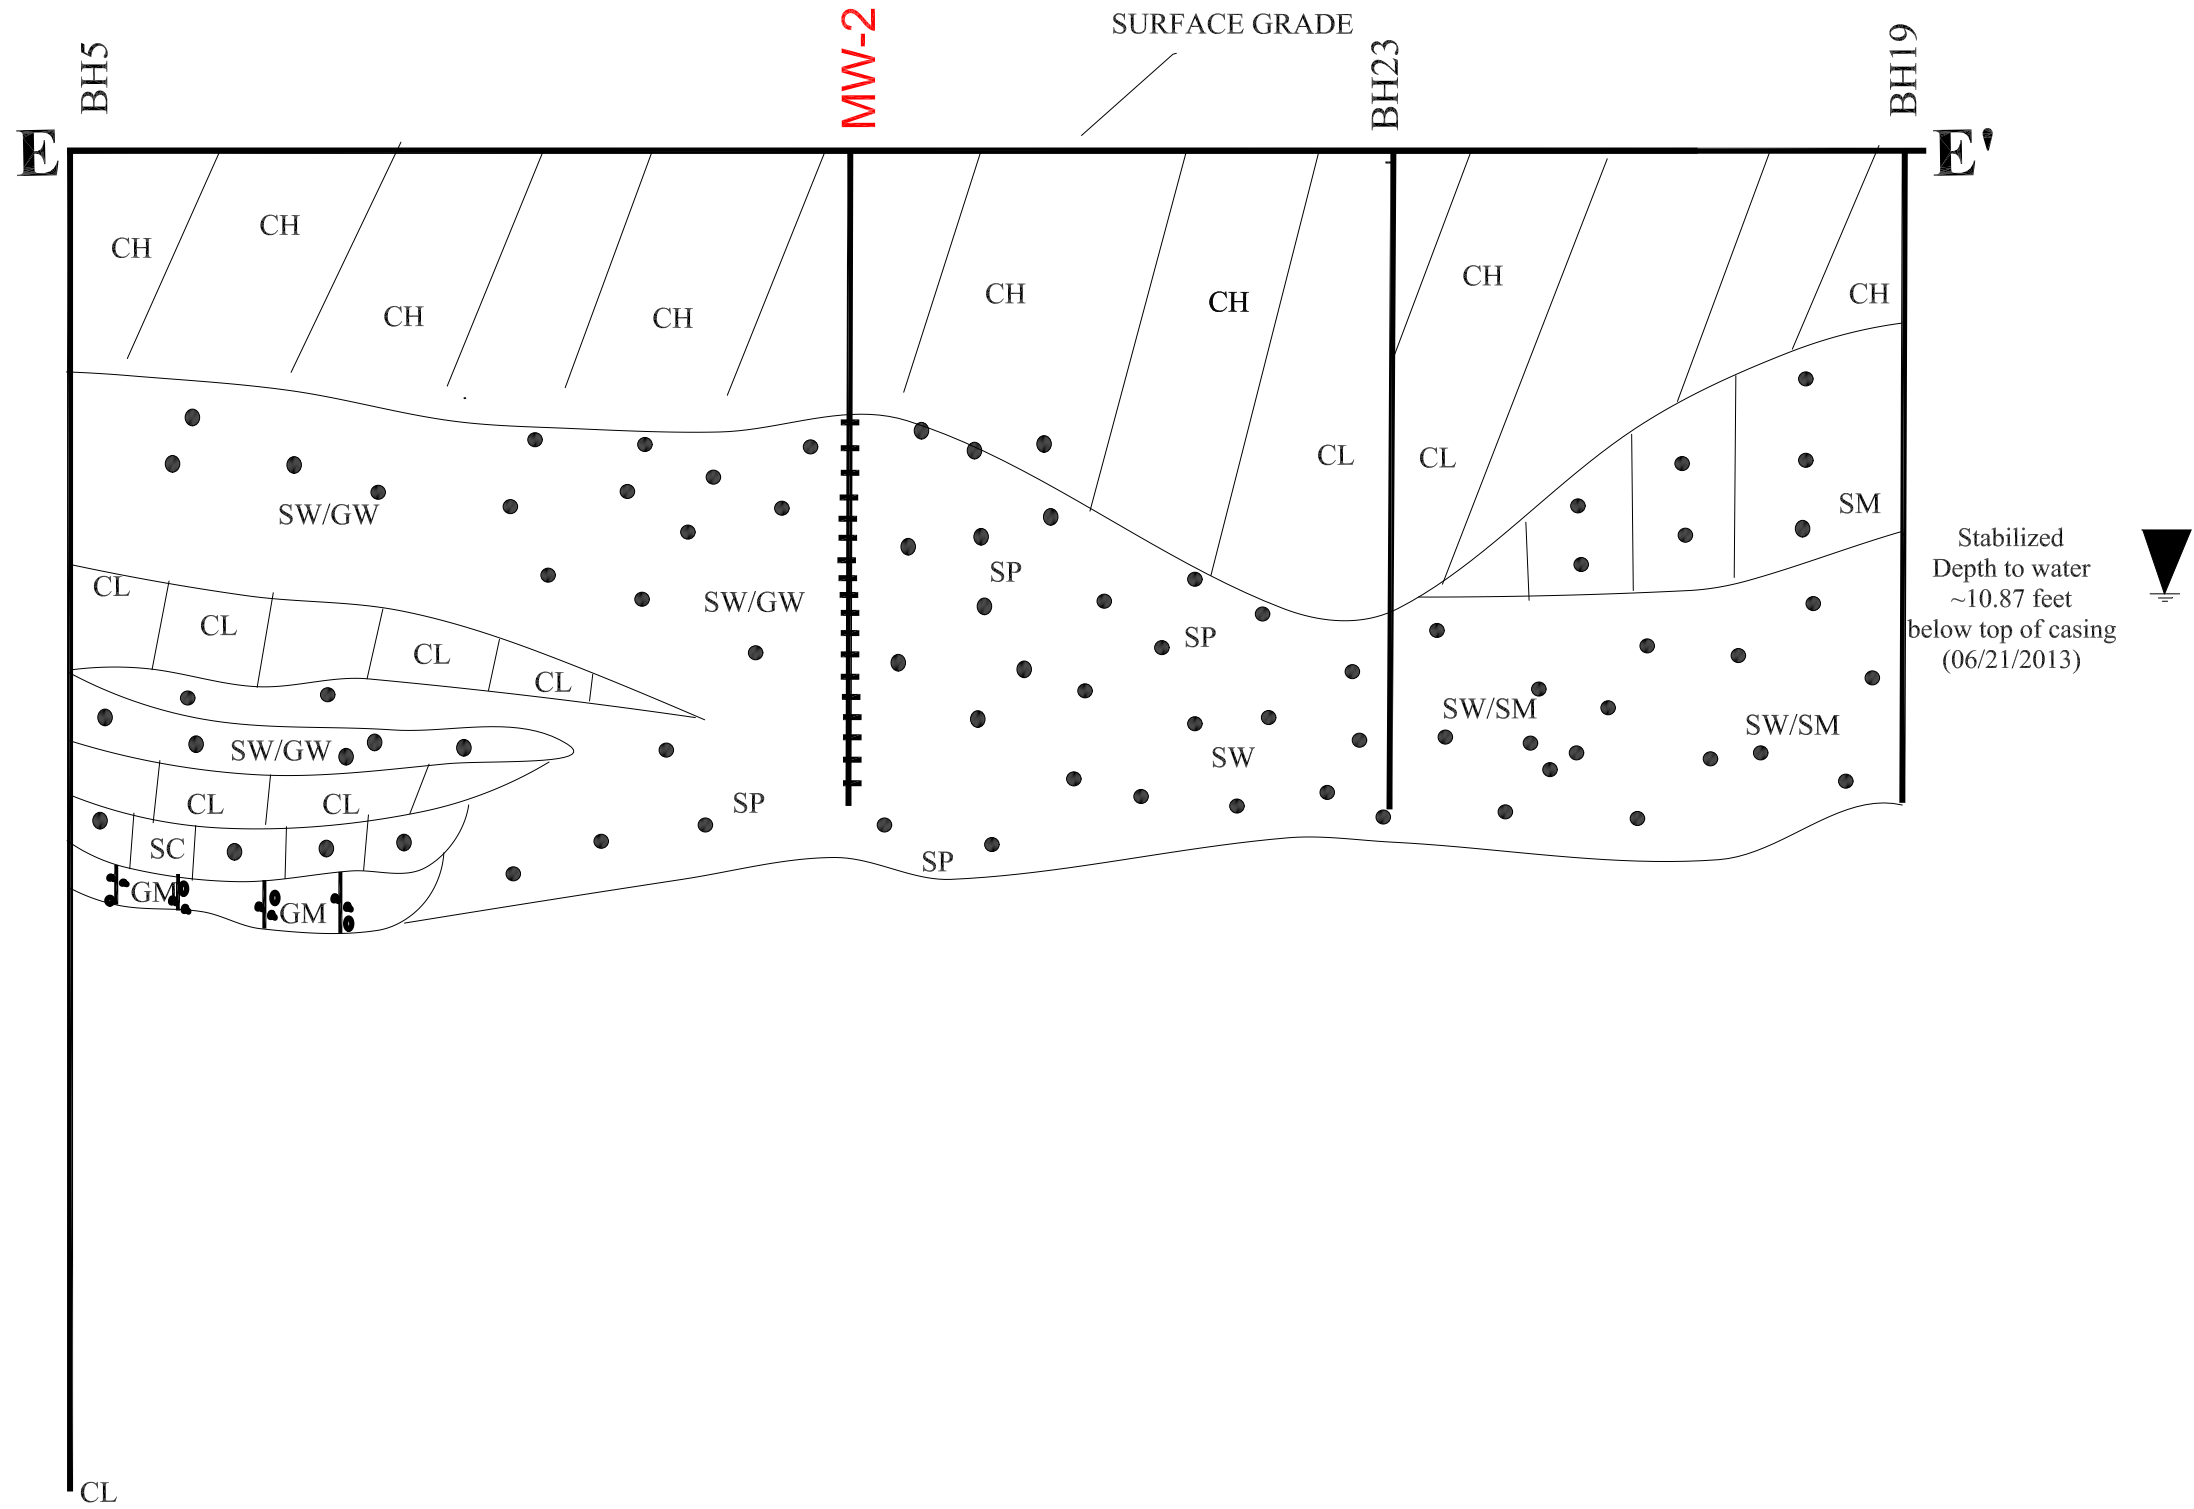 SURFACE GRADE
BH5
MW-2
BH23
BH19
E
E'
CH
CH
CH
CH
CH
CH
CH
CH
CL
CL
SW/GW
SM
Stabilized
Depth to water
~10.87 feet
below top of casing
(06/21/2013)
CL
CL
CL
CL
SW/GW
SP
SP
SW/SM
SW/SM
SW/GW
SW
CL
CL
SP
SC
SP
GM
GM
CL